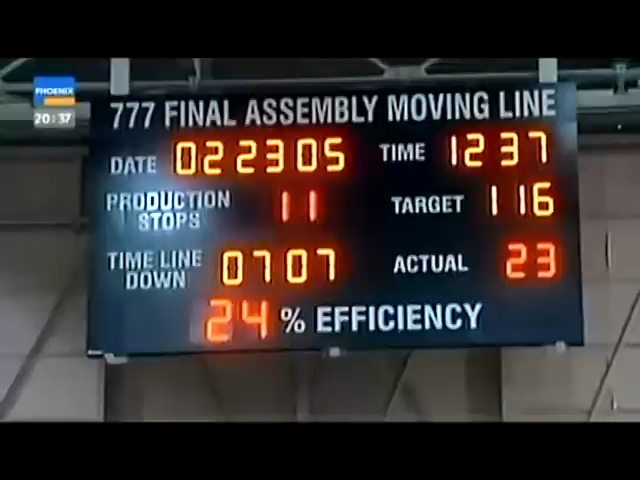 PHOENIX
20:37
777 FINAL ASSEMBLY MOVING LINE
DATE 022305 TIME 1237
PRODUCTION STOPS 11 TARGET 116
TIME LINE DOWN 0707 ACTUAL 23
24 % EFFICIENCY